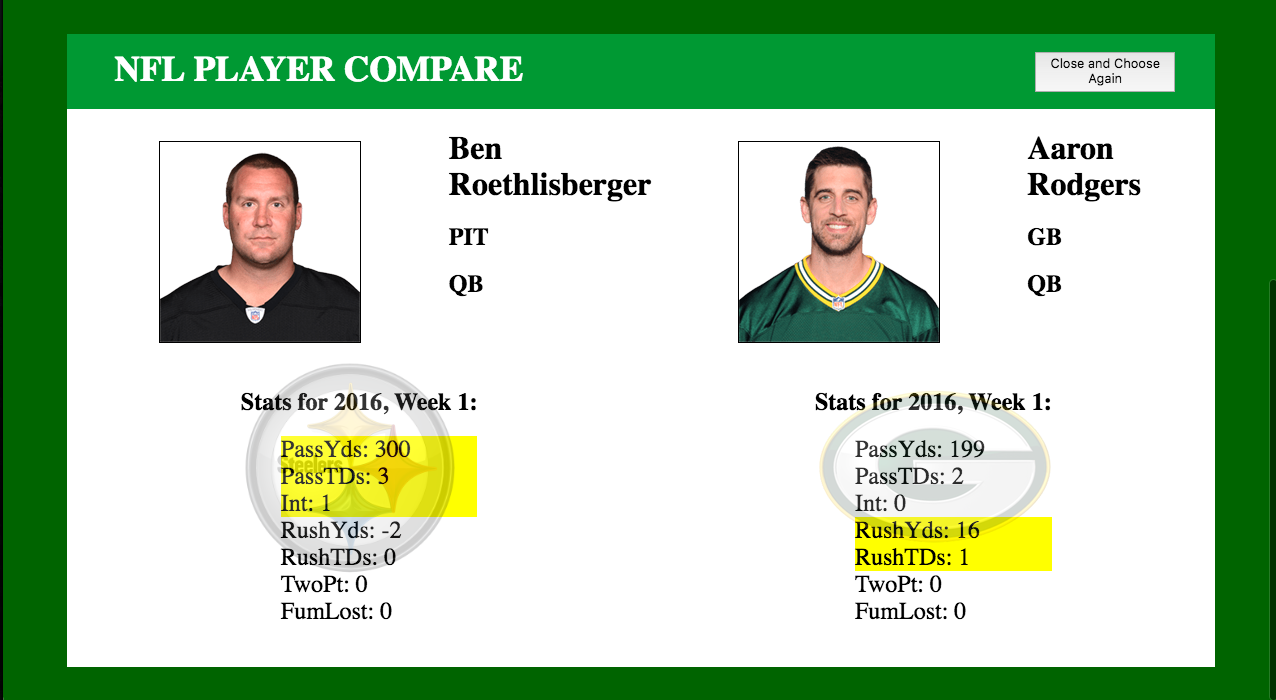 NFL PLAYER COMPARE
Close and Choose
Again
Ben
Roethlisberger
PIT
QB
Aaron
Rodgers
GB
QB
Stats for 2016, Week 1:
PassYds: 300
Steelers
PassTDs: 3
Int: 1
RushYds: -2
RushTDs: 0
TwoPt: 0
FumLost: 0
Stats for 2016, Week 1:
PassYds: 199
PassTDs: 2
Int: 0
RushYds: 16
RushTDs: 1
TwoPt: 0
FumLost: 0